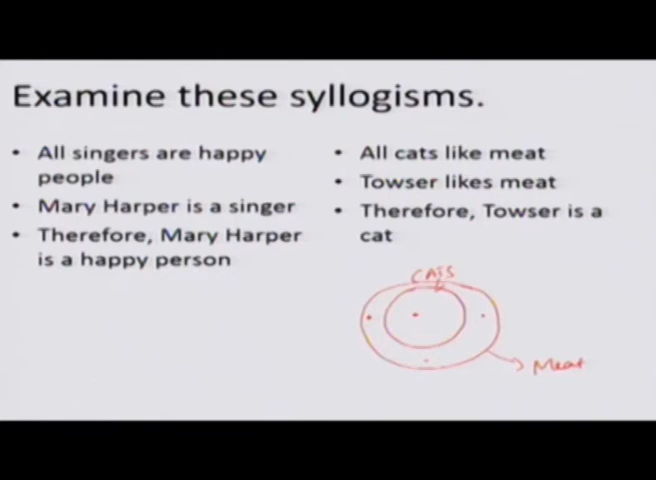 Examine these syllogisms.
• All singers are happy
people
• Mary Harper is a singer
• Therefore, Mary Harper
is a happy person
• All cats like meat
• Towser likes meat
• Therefore, Towser is a
cat
CATS
Meat